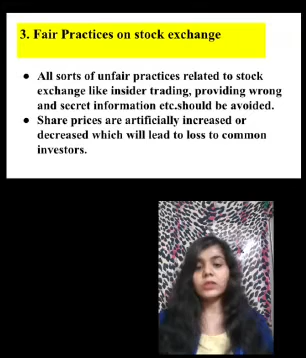 3. Fair Practices on stock exchange
● All sorts of unfair practices related to stock
exchange like insider trading, providing wrong
and secret information etc.should be avoided.
● Share prices are artificially increased or
decreased which will lead to loss to common
investors.